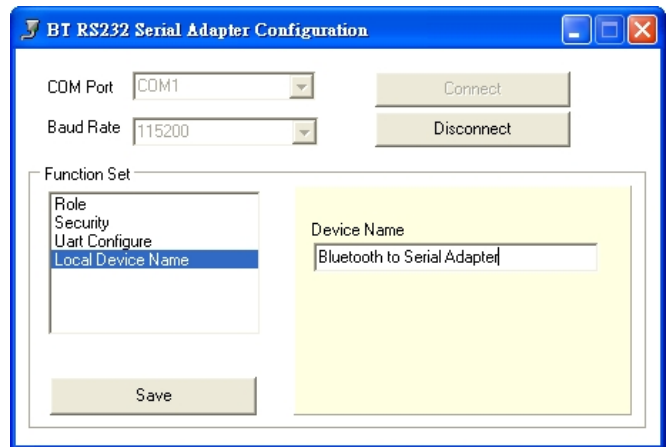 BT RS232 Serial Adapter Configuration
COM Port COM1 Connect
Baud Rate 115200 Disconnect
Function Set
Role
Security
Uart Configure
Local Device Name
Device Name
Bluetooth to Serial Adapter
Save